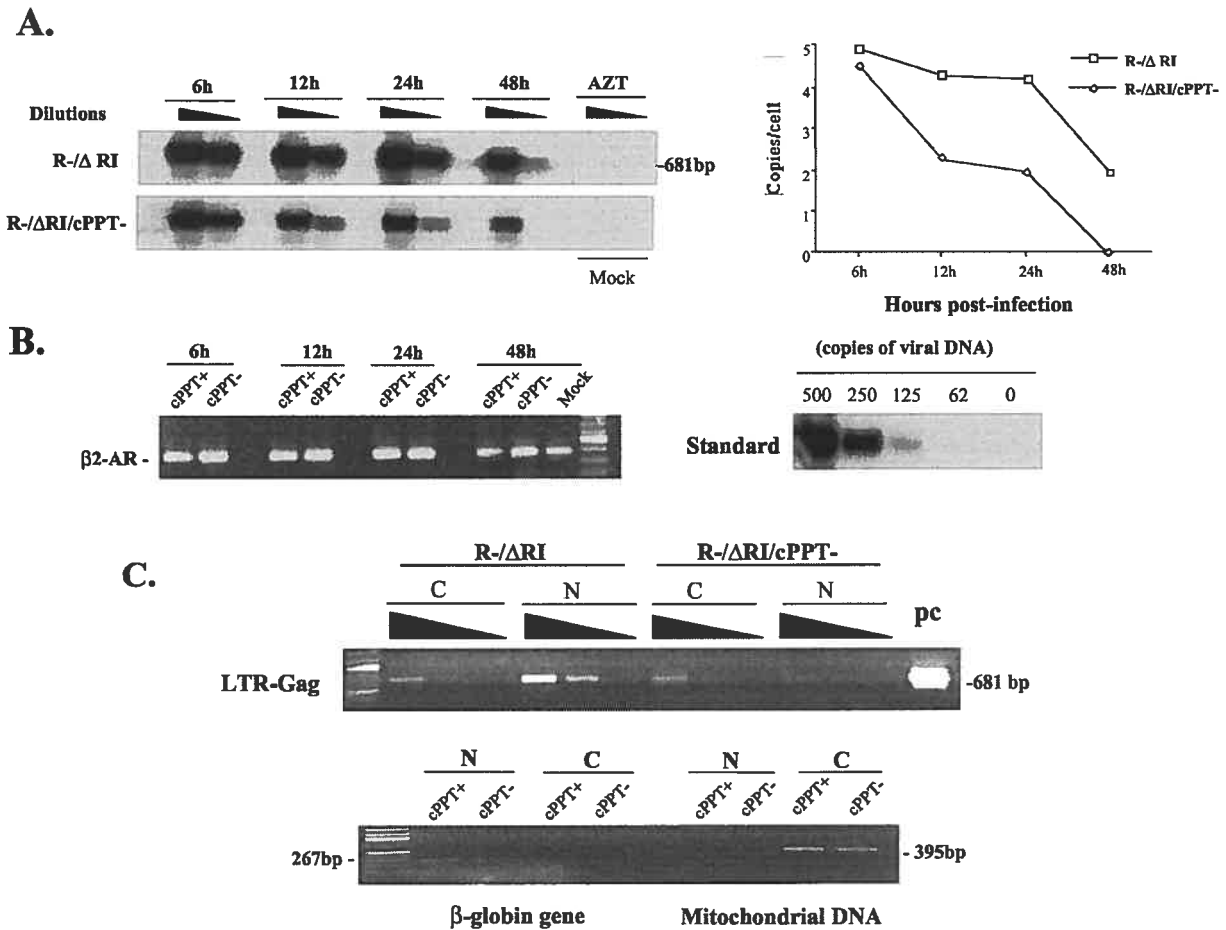 A.
6h 12h 24h 48h AZT
Dilutions
R-/Δ RI
-681bp
R-/ΔRI/cPPT-
Mock
5
4
3
2
1
0
Copies/cell
6h 12h 24h 48h
Hours post-infection
R-/Δ RI
R-/ΔRI/cPPT-
B.
6h 12h 24h 48h
cPPT+ cPPT- cPPT+ cPPT- cPPT+ cPPT- cPPT+ cPPT- Mock
β2-AR -
(copies of viral DNA)
500 250 125 62 0
Standard
C.
R-/ΔRI R-/ΔRI/cPPT-
C N C N pc
LTR-Gag
-681 bp
N C N C
cPPT+ cPPT- cPPT+ cPPT- cPPT+ cPPT- cPPT+ cPPT-
267bp -
- 395bp
β-globin gene Mitochondrial DNA